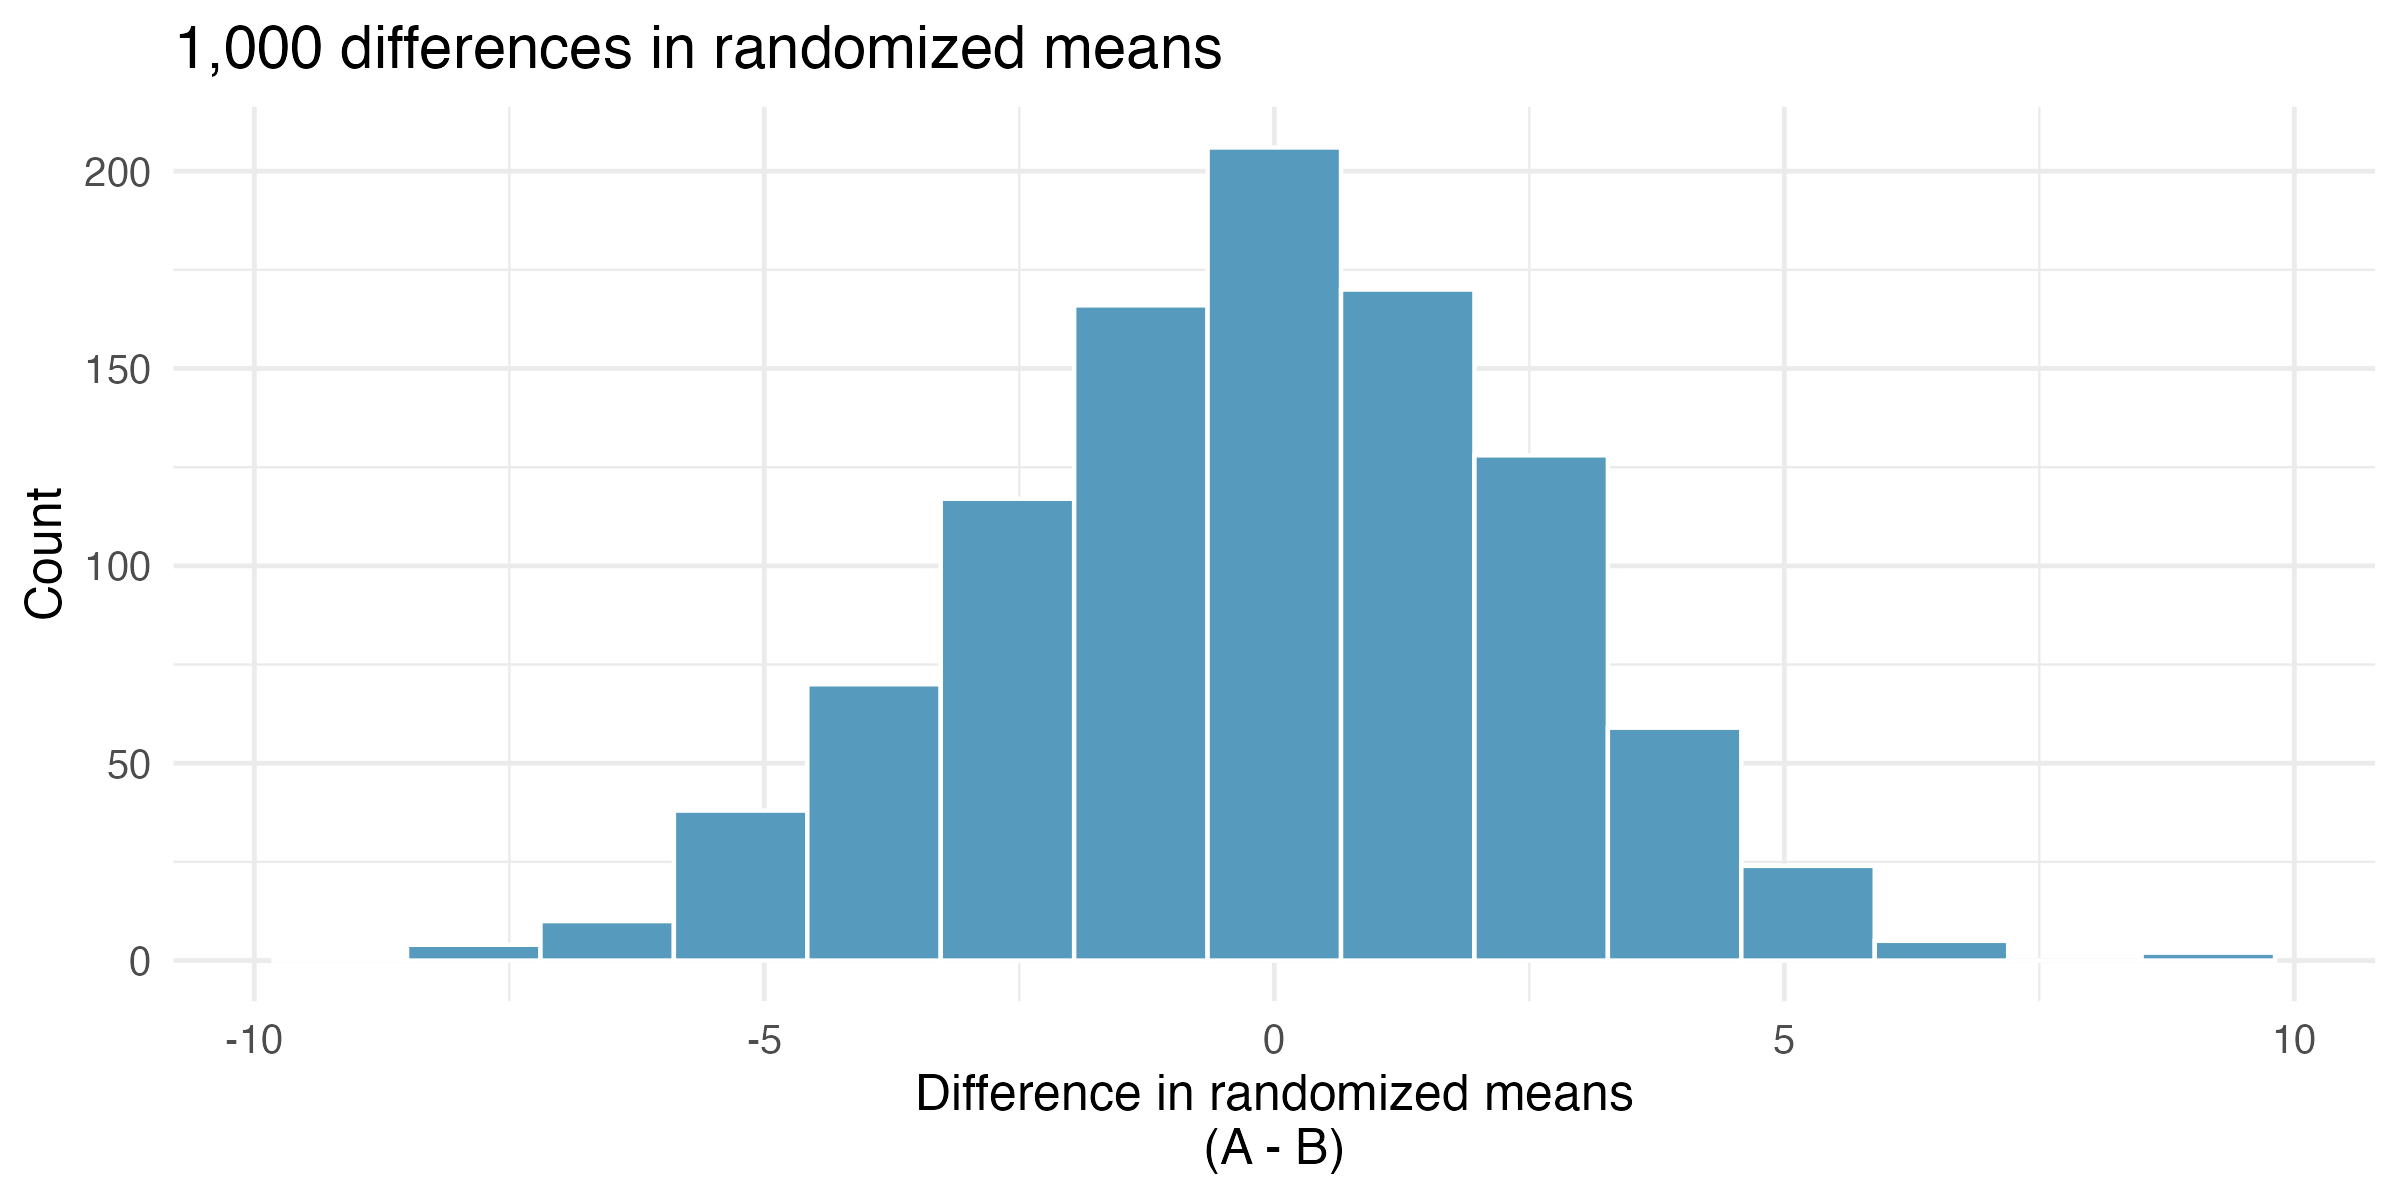 1,000 differences in randomized means
Count
200
150
100
50
0
-10 -5 0 5 10
Difference in randomized means
(A - B)